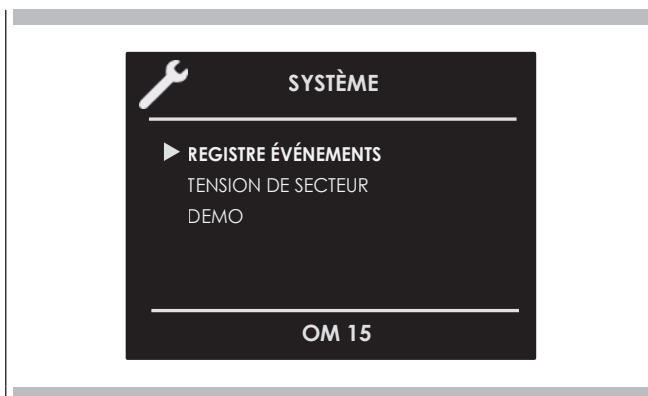 SYSTÈME
REGISTRE ÉVÉNEMENTS
TENSION DE SECTEUR
DEMO
OM 15